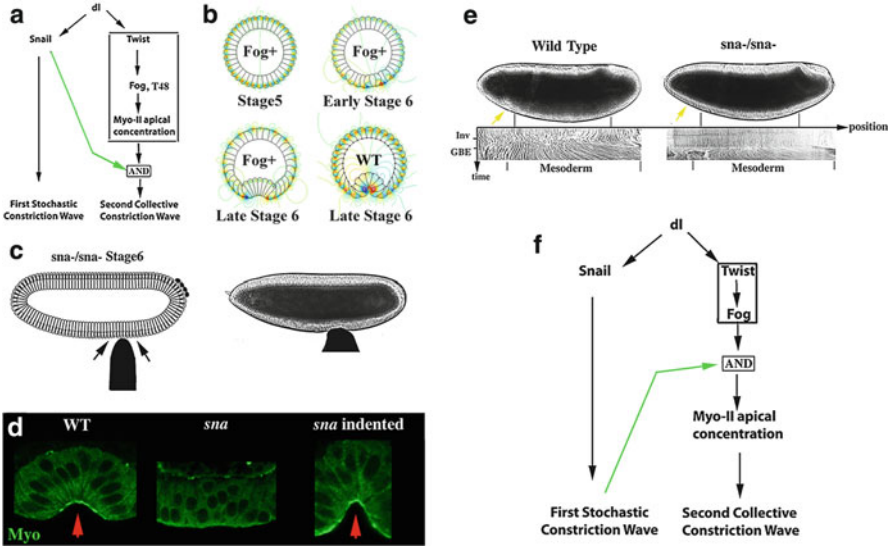 a
dl
Snail
Twist
Fog, T48
Myo-II apical
concentration
AND
First Stochastic
Constriction Wave
Second Collective
Constriction Wave
b
Fog+
Stage5
Fog+
Early Stage 6
Fog+
Late Stage 6
WT
Late Stage 6
c
sna-/sna- Stage6
d
WT
sna
sna indented
Myo
e
Wild Type
sna-/sna-
position
Inv
GBE
time
Mesoderm
Mesoderm
f
dl
Snail
Twist
Fog
AND
Myo-II apical
concentration
First Stochastic
Constriction Wave
Second Collective
Constriction Wave